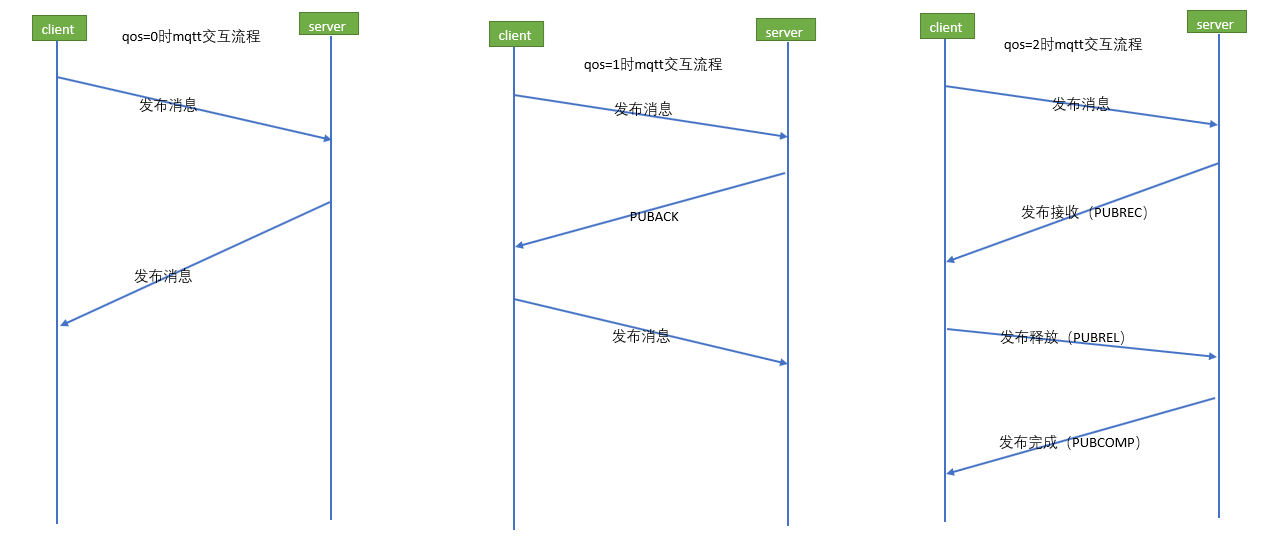 client
qos=0时mqtt交互流程
server
发布消息
发布消息
client
qos=1时mqtt交互流程
server
发布消息
PUBACK
发布消息
client
qos=2时mqtt交互流程
server
发布消息
发布接收（PUBREC）
发布释放（PUBREL）
发布完成（PUBCOMP）